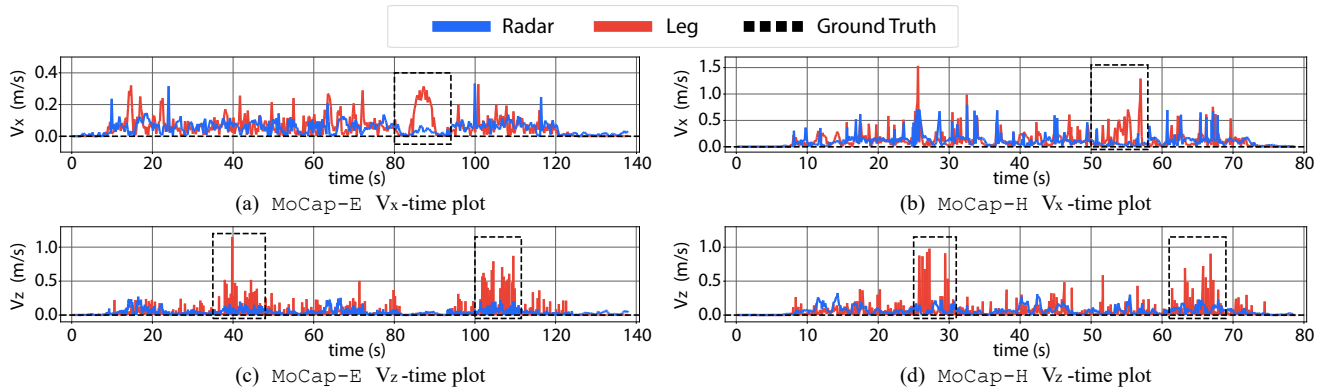 Radar Leg Ground Truth
0.4
0.2
0.0
Vx (m/s)
0 20 40 60 80 100 120 140
time (s)
(a) MoCap-E Vx-time plot
1.5
1.0
0.5
0.0
Vx (m/s)
0 10 20 30 40 50 60 70 80
time (s)
(b) MoCap-H Vx-time plot
1.0
0.5
0.0
Vz (m/s)
0 20 40 60 80 100 120 140
time (s)
(c) MoCap-E Vz-time plot
1.0
0.5
0.0
Vz (m/s)
0 10 20 30 40 50 60 70 80
time (s)
(d) MoCap-H Vz-time plot